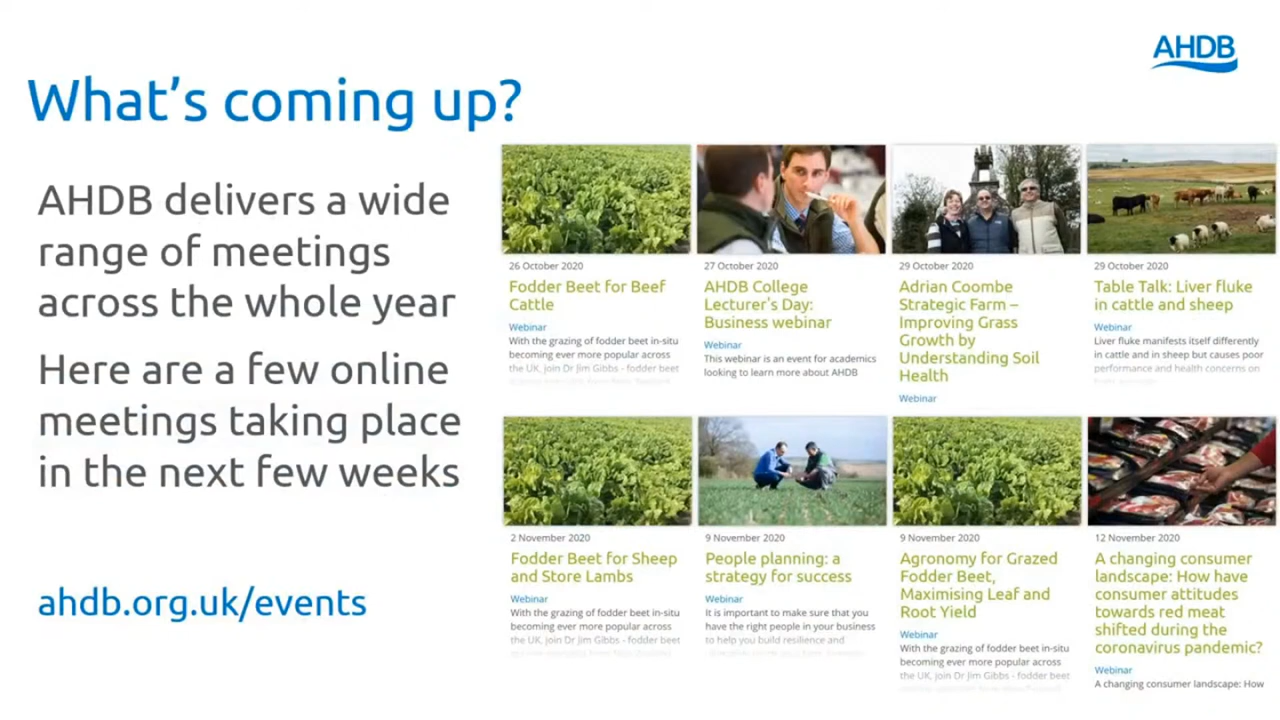 AHDB
What's coming up?
AHDB delivers a wide
range of meetings
across the whole year
Here are a few online
meetings taking place
in the next few weeks
ahdb.org.uk/events
26 October 2020
Fodder Beet for Beef
Cattle
Webinar
With the grazing of fodder beet in-situ
becoming ever more popular across
the UK, join Dr Jim Gibbs - fodder beet
27 October 2020
AHDB College
Lecturer's Day:
Business webinar
Webinar
This webinar is an event for academics
looking to learn more about AHDB
29 October 2020
Adrian Coombe
Strategic Farm –
Improving Grass
Growth by
Understanding Soil
Health
Webinar
29 October 2020
Table Talk: Liver fluke
in cattle and sheep
Webinar
Liver fluke manifests itself differently
in cattle and in sheep but causes poor
performance and health concerns on
2 November 2020
Fodder Beet for Sheep
and Store Lambs
Webinar
With the grazing of fodder beet in-situ
becoming ever more popular across
the UK, join Dr Jim Gibbs - fodder beet
9 November 2020
People planning: a
strategy for success
Webinar
It is important to make sure that you
have the right people in your business
to help you build resilience and
9 November 2020
Agronomy for Grazed
Fodder Beet,
Maximising Leaf and
Root Yield
Webinar
With the grazing of fodder beet in-situ
becoming ever more popular across
the UK, join Dr Jim Gibbs - fodder beet
12 November 2020
A changing consumer
landscape: How have
consumer attitudes
towards red meat
shifted during the
coronavirus pandemic?
Webinar
A changing consumer landscape: How